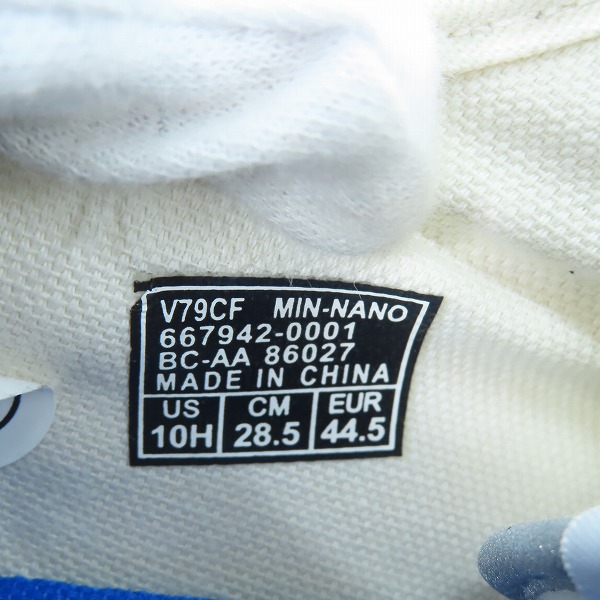 V79CF MIN-NANO
667942-0001
BC-AA 86027
MADE IN CHINA
US CM EUR
10H 28.5 44.5